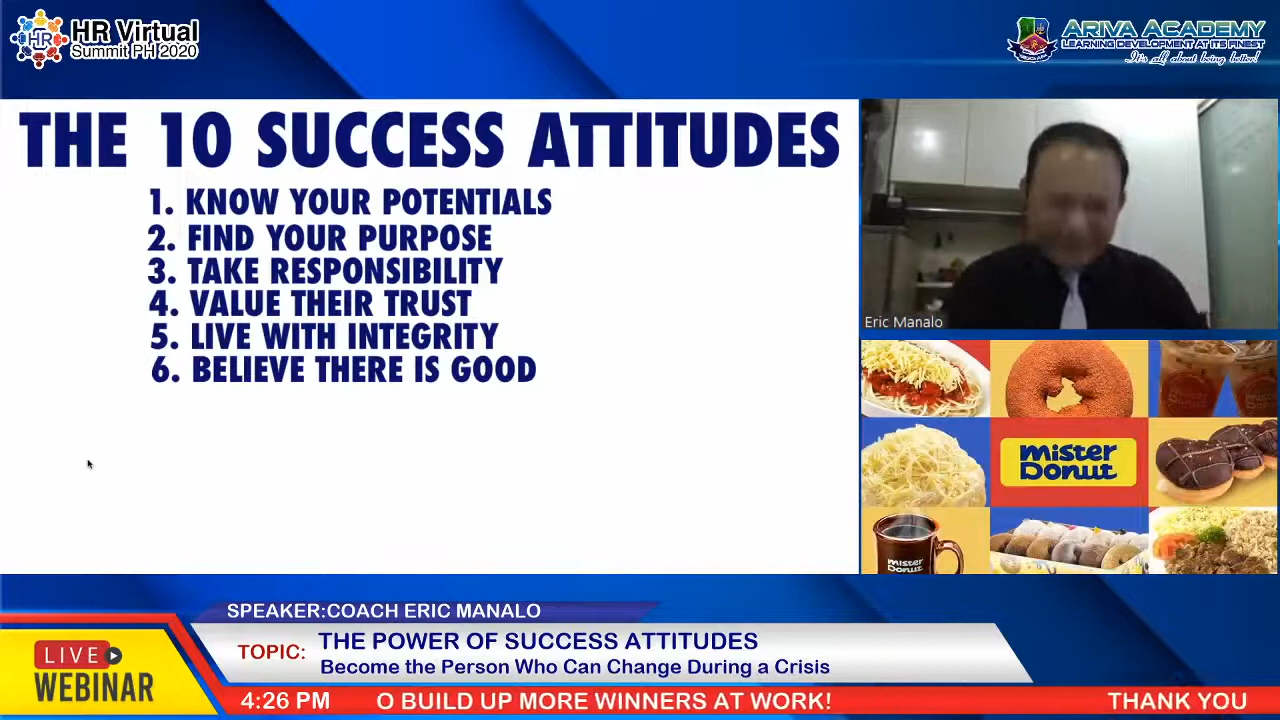 HR Virtual
Summit PH 2020
HR
ARIVA ACADEMY
LEARNING DEVELOPMENT AT ITS FINEST
It's all about being better!
THE 10 SUCCESS ATTITUDES
1. KNOW YOUR POTENTIALS
2. FIND YOUR PURPOSE
3. TAKE RESPONSIBILITY
4. VALUE THEIR TRUST
5. LIVE WITH INTEGRITY
6. BELIEVE THERE IS GOOD
Eric Manalo
mister
Donut
mister
Donut
SPEAKER:COACH ERIC MANALO
TOPIC: THE POWER OF SUCCESS ATTITUDES
Become the Person Who Can Change During a Crisis
LIVE
WEBINAR
4:26 PM O BUILD UP MORE WINNERS AT WORK! THANK YOU